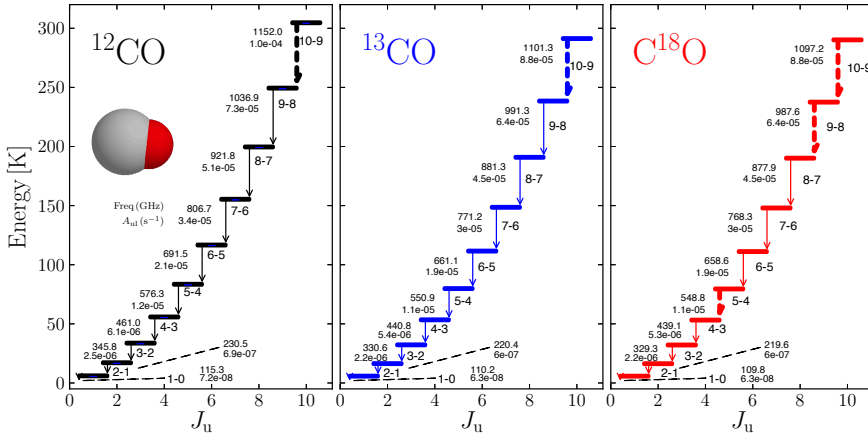 Energy [K]
300
250
200
150
100
50
0
¹²CO
1152.0
1.0e-04
10-9
1036.9
7.3e-05
9-8
921.8
5.1e-05
8-7
Freq (GHz)
A_ul (s⁻¹)
806.7
3.4e-05
7-6
691.5
2.1e-05
6-5
576.3
1.2e-05
5-4
461.0
6.1e-06
4-3
345.8
2.5e-06
3-2
230.5
6.9e-07
2-1
115.3
7.2e-08
1-0
0 2 4 6 8 10
J_u
¹³CO
1101.3
8.8e-05
10-9
991.3
6.4e-05
9-8
881.3
4.5e-05
8-7
771.2
3e-05
7-6
661.1
1.9e-05
6-5
550.9
1.1e-05
5-4
440.8
5.4e-06
4-3
330.6
2.2e-06
3-2
220.4
6e-07
2-1
110.2
6.3e-08
1-0
0 2 4 6 8 10
J_u
C¹⁸O
1097.2
8.8e-05
10-9
987.6
6.4e-05
9-8
877.9
4.5e-05
8-7
768.3
3e-05
7-6
658.6
1.9e-05
6-5
548.8
1.1e-05
5-4
439.1
5.3e-06
4-3
329.3
2.2e-06
3-2
219.6
6e-07
2-1
109.8
6.3e-08
1-0
0 2 4 6 8 10
J_u